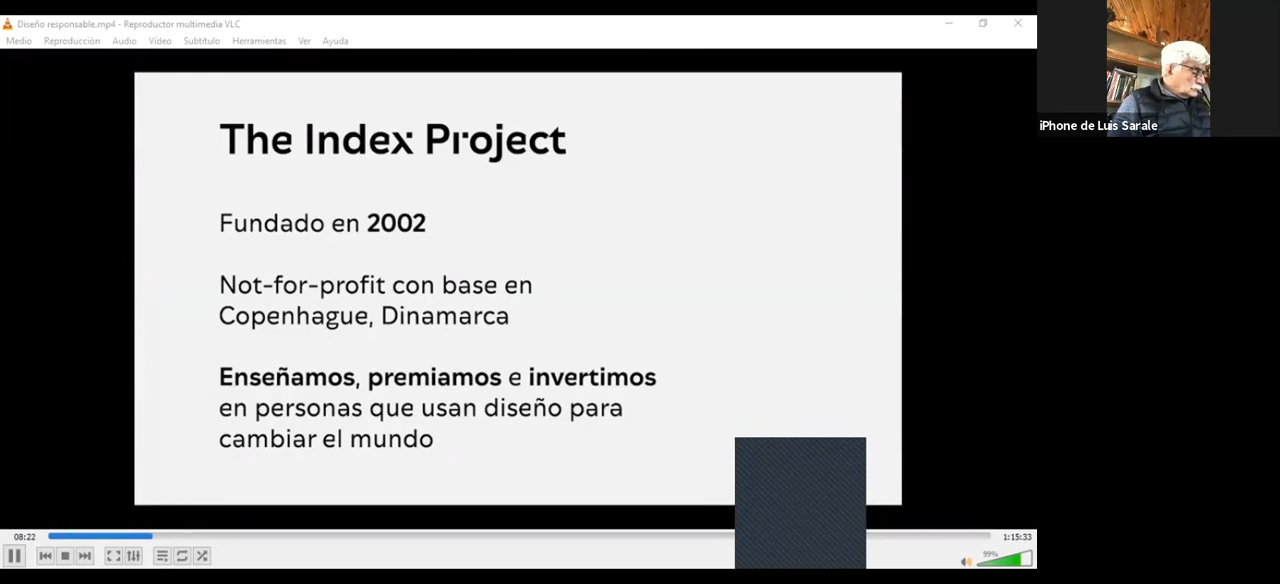 Diseño responsable.mp4 - Reproductor multimedia VLC
Medio Reproducción Audio Vídeo Subtítulo Herramientas Ver Ayuda
The Index Project
Fundado en 2002
Not-for-profit con base en
Copenhague, Dinamarca
Enseñamos, premiamos e invertimos
en personas que usan diseño para
cambiar el mundo
08:22
1:15:33
99%
iPhone de Luis Sarale